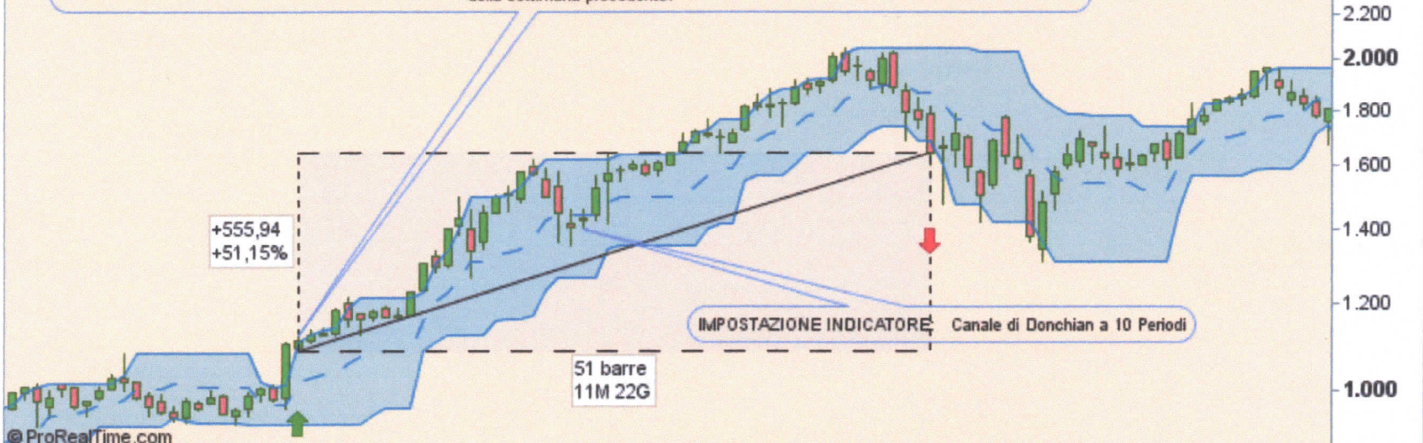 2.200
2.000
1.800
1.600
+555,94
+51,15%
1.400
1.200
IMPOSTAZIONE INDICATORE Canale di Donchian a 10 Periodi
51 barre
11M 22G
1.000
© ProRealTime.com